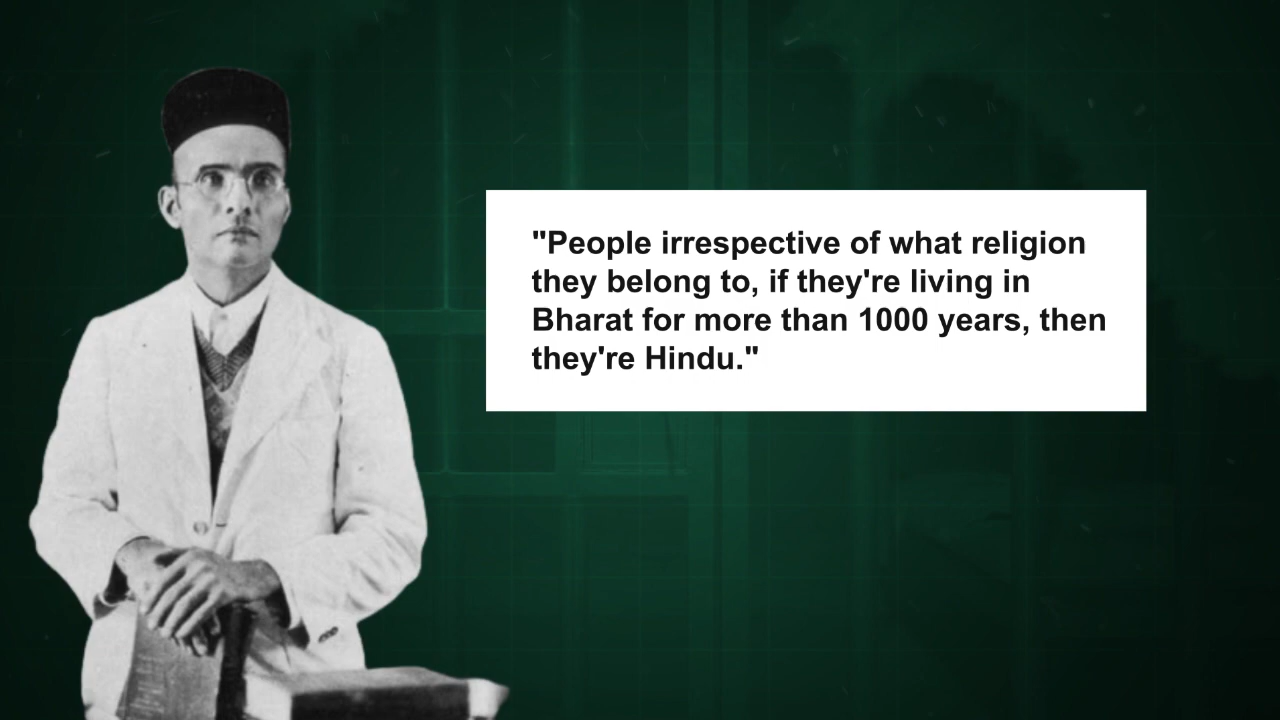 "People irrespective of what religion
they belong to, if they're living in
Bharat for more than 1000 years, then
they're Hindu."